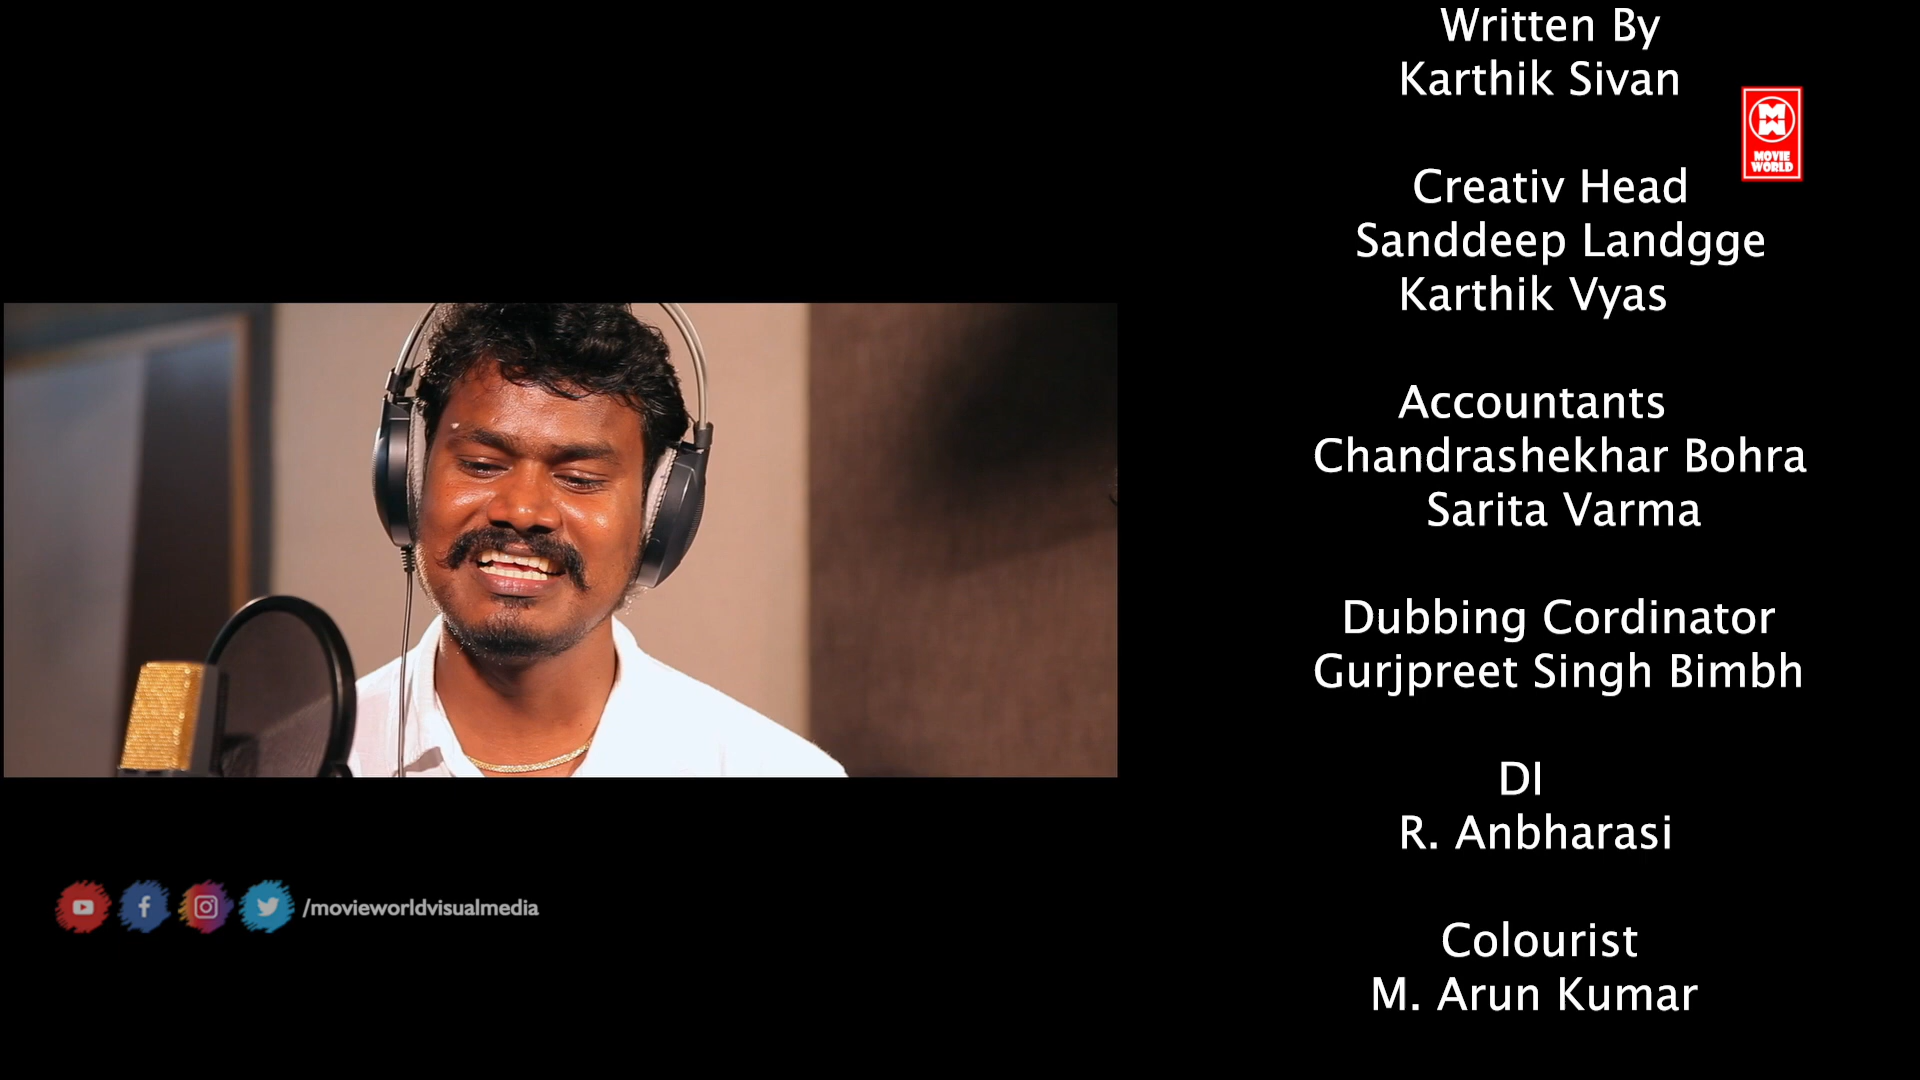 Written By
Karthik Sivan
MOVIE
WORLD
Creativ Head
Sanddeep Landgge
Karthik Vyas
Accountants
Chandrashekhar Bohra
Sarita Varma
Dubbing Cordinator
Gurjpreet Singh Bimbh
DI
R. Anbharasi
/movieworldvisualmedia
Colourist
M. Arun Kumar